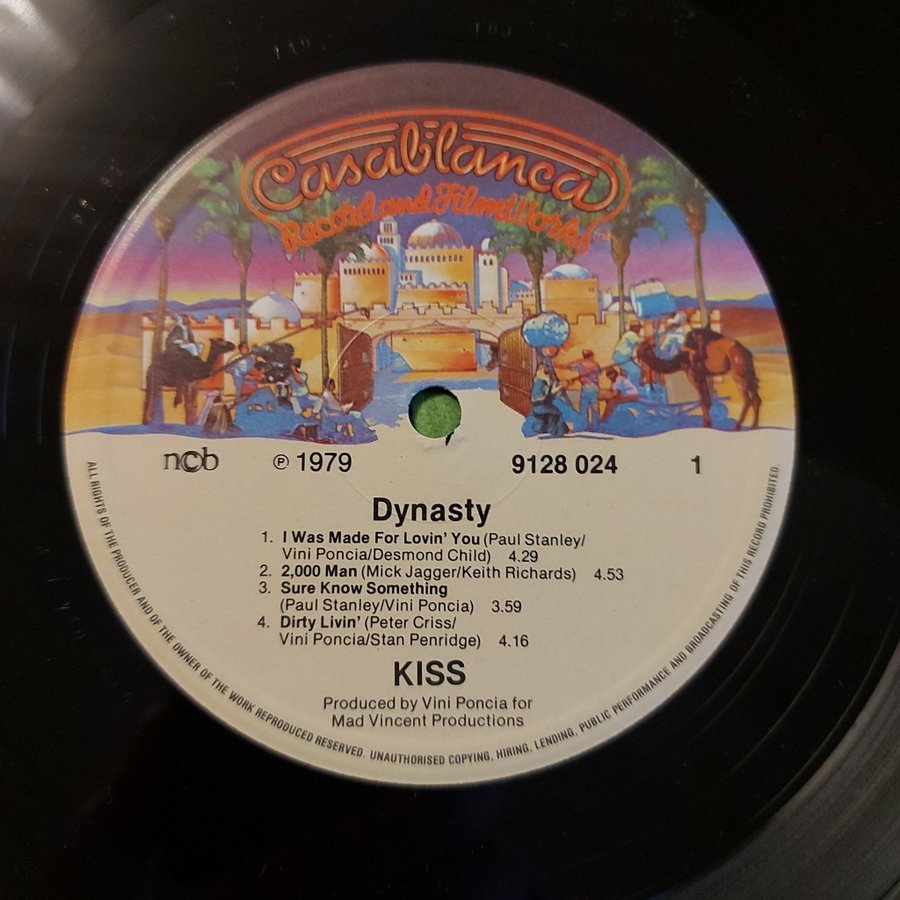 Casablanca
Record and FilmWorks
ncb ℗ 1979 9128 024 1
Dynasty
1. I Was Made For Lovin' You (Paul Stanley/
Vini Poncia/Desmond Child) 4.29
2. 2,000 Man (Mick Jagger/Keith Richards) 4.53
3. Sure Know Something
(Paul Stanley/Vini Poncia) 3.59
4. Dirty Livin' (Peter Criss/
Vini Poncia/Stan Penridge) 4.16
KISS
Produced by Vini Poncia for
Mad Vincent Productions
ALL RIGHTS OF THE PRODUCER AND OF THE OWNER OF THE WORK REPRODUCED RESERVED. UNAUTHORISED COPYING, HIRING, LENDING, PUBLIC PERFORMANCE AND BROADCASTING OF THIS RECORD PROHIBITED.